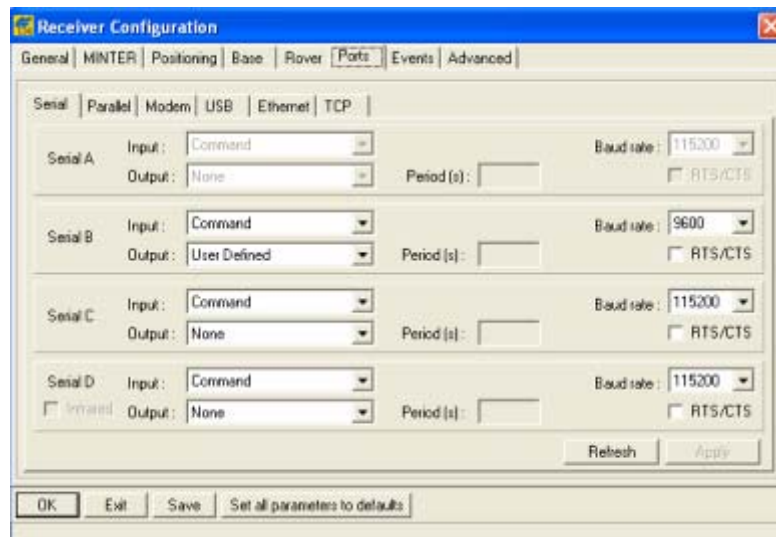 Receiver Configuration
General MINTER Positioning Base Rover Ports Events Advanced
Serial Parallel Modem USB Ethernet TCP
Serial A Input : Command Baud rate : 115200
Output : None Period (s) : RTS/CTS
Serial B Input : Command Baud rate : 9600
Output : User Defined Period (s) : RTS/CTS
Serial C Input : Command Baud rate : 115200
Output : None Period (s) : RTS/CTS
Serial D Input : Command Baud rate : 115200
Infrared Output : None Period (s) : RTS/CTS
Refresh Apply
OK Exit Save Set all parameters to defaults